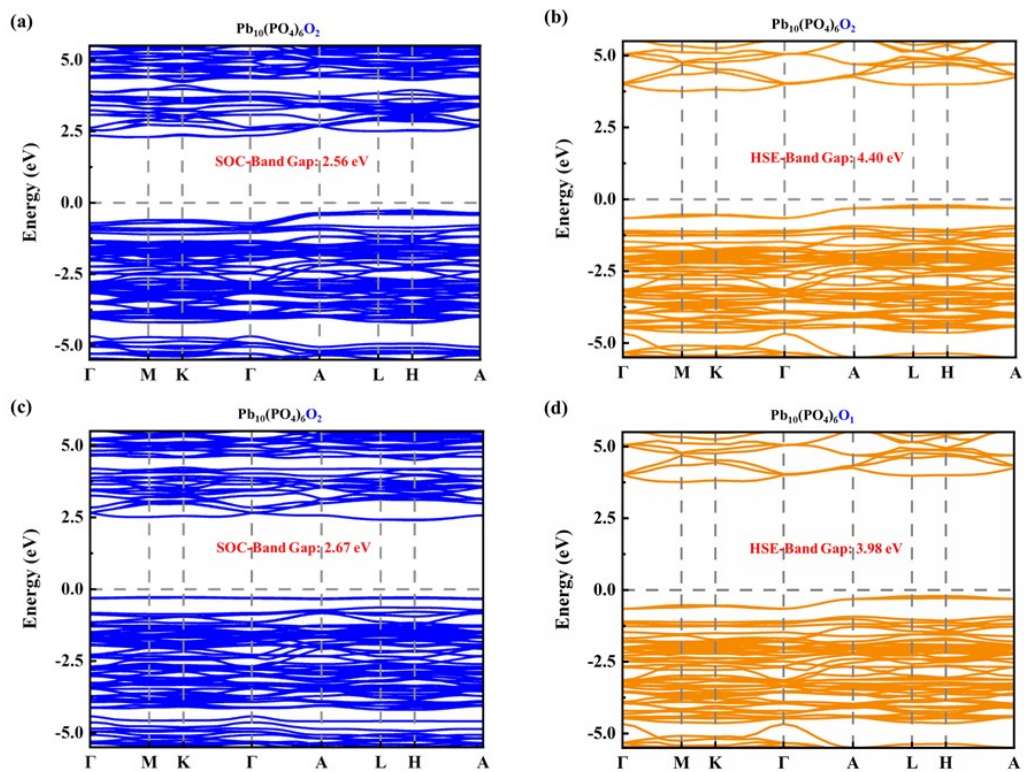 (a)
Pb₁₀(PO₄)₆O₂
Energy (eV)
5.0
2.5
0.0
-2.5
-5.0
SOC-Band Gap: 2.56 eV
Γ M K Γ A L H A
(b)
Pb₁₀(PO₄)₆O₂
Energy (eV)
5.0
2.5
0.0
-2.5
-5.0
HSE-Band Gap: 4.40 eV
Γ M K Γ A L H A
(c)
Pb₁₀(PO₄)₆O₂
Energy (eV)
5.0
2.5
0.0
-2.5
-5.0
SOC-Band Gap: 2.67 eV
Γ M K Γ A L H A
(d)
Pb₁₀(PO₄)₆O₁
Energy (eV)
5.0
2.5
0.0
-2.5
-5.0
HSE-Band Gap: 3.98 eV
Γ M K Γ A L H A